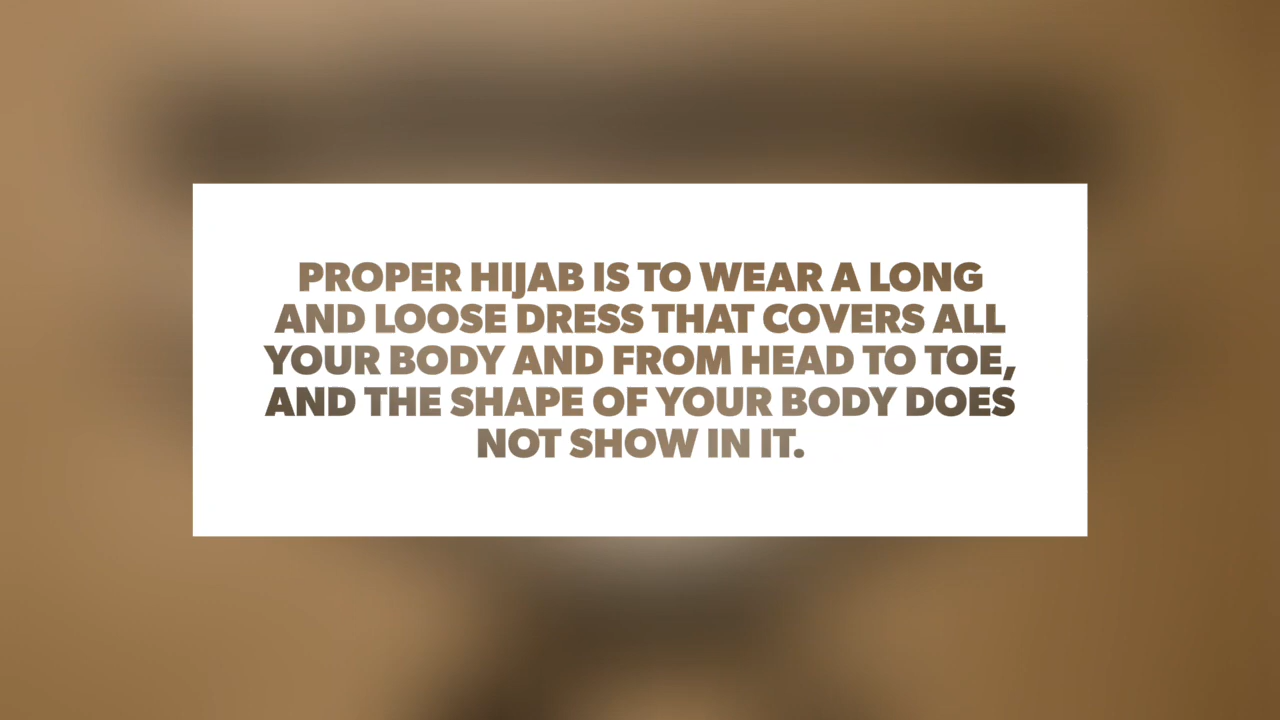 PROPER HIJAB IS TO WEAR A LONG
AND LOOSE DRESS THAT COVERS ALL
YOUR BODY AND FROM HEAD TO TOE,
AND THE SHAPE OF YOUR BODY DOES
NOT SHOW IN IT.